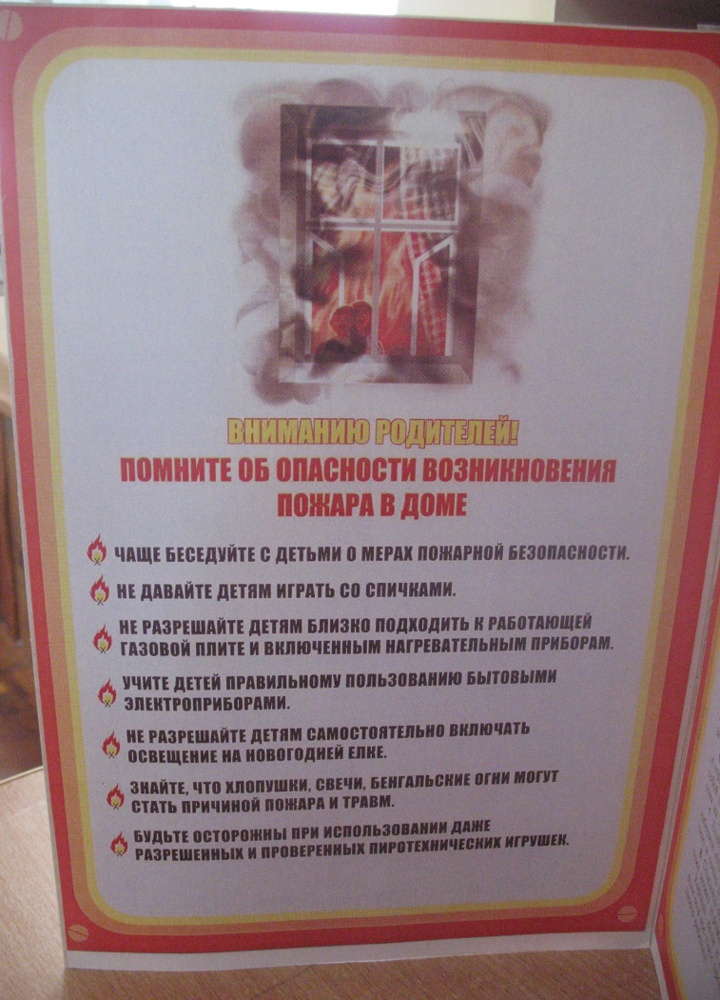 ВНИМАНИЮ РОДИТЕЛЕЙ!
ПОМНИТЕ ОБ ОПАСНОСТИ ВОЗНИКНОВЕНИЯ
ПОЖАРА В ДОМЕ
ЧАЩЕ БЕСЕДУЙТЕ С ДЕТЬМИ О МЕРАХ ПОЖАРНОЙ БЕЗОПАСНОСТИ.
НЕ ДАВАЙТЕ ДЕТЯМ ИГРАТЬ СО СПИЧКАМИ.
НЕ РАЗРЕШАЙТЕ ДЕТЯМ БЛИЗКО ПОДХОДИТЬ К РАБОТАЮЩЕЙ
ГАЗОВОЙ ПЛИТЕ И ВКЛЮЧЕННЫМ НАГРЕВАТЕЛЬНЫМ ПРИБОРАМ.
УЧИТЕ ДЕТЕЙ ПРАВИЛЬНОМУ ПОЛЬЗОВАНИЮ БЫТОВЫМИ
ЭЛЕКТРОПРИБОРАМИ.
НЕ РАЗРЕШАЙТЕ ДЕТЯМ САМОСТОЯТЕЛЬНО ВКЛЮЧАТЬ
ОСВЕЩЕНИЕ НА НОВОГОДНЕЙ ЕЛКЕ.
ЗНАЙТЕ, ЧТО ХЛОПУШКИ, СВЕЧИ, БЕНГАЛЬСКИЕ ОГНИ МОГУТ
СТАТЬ ПРИЧИНОЙ ПОЖАРА И ТРАВМ.
БУДЬТЕ ОСТОРОЖНЫ ПРИ ИСПОЛЬЗОВАНИИ ДАЖЕ
РАЗРЕШЕННЫХ И ПРОВЕРЕННЫХ ПИРОТЕХНИЧЕСКИХ ИГРУШЕК.